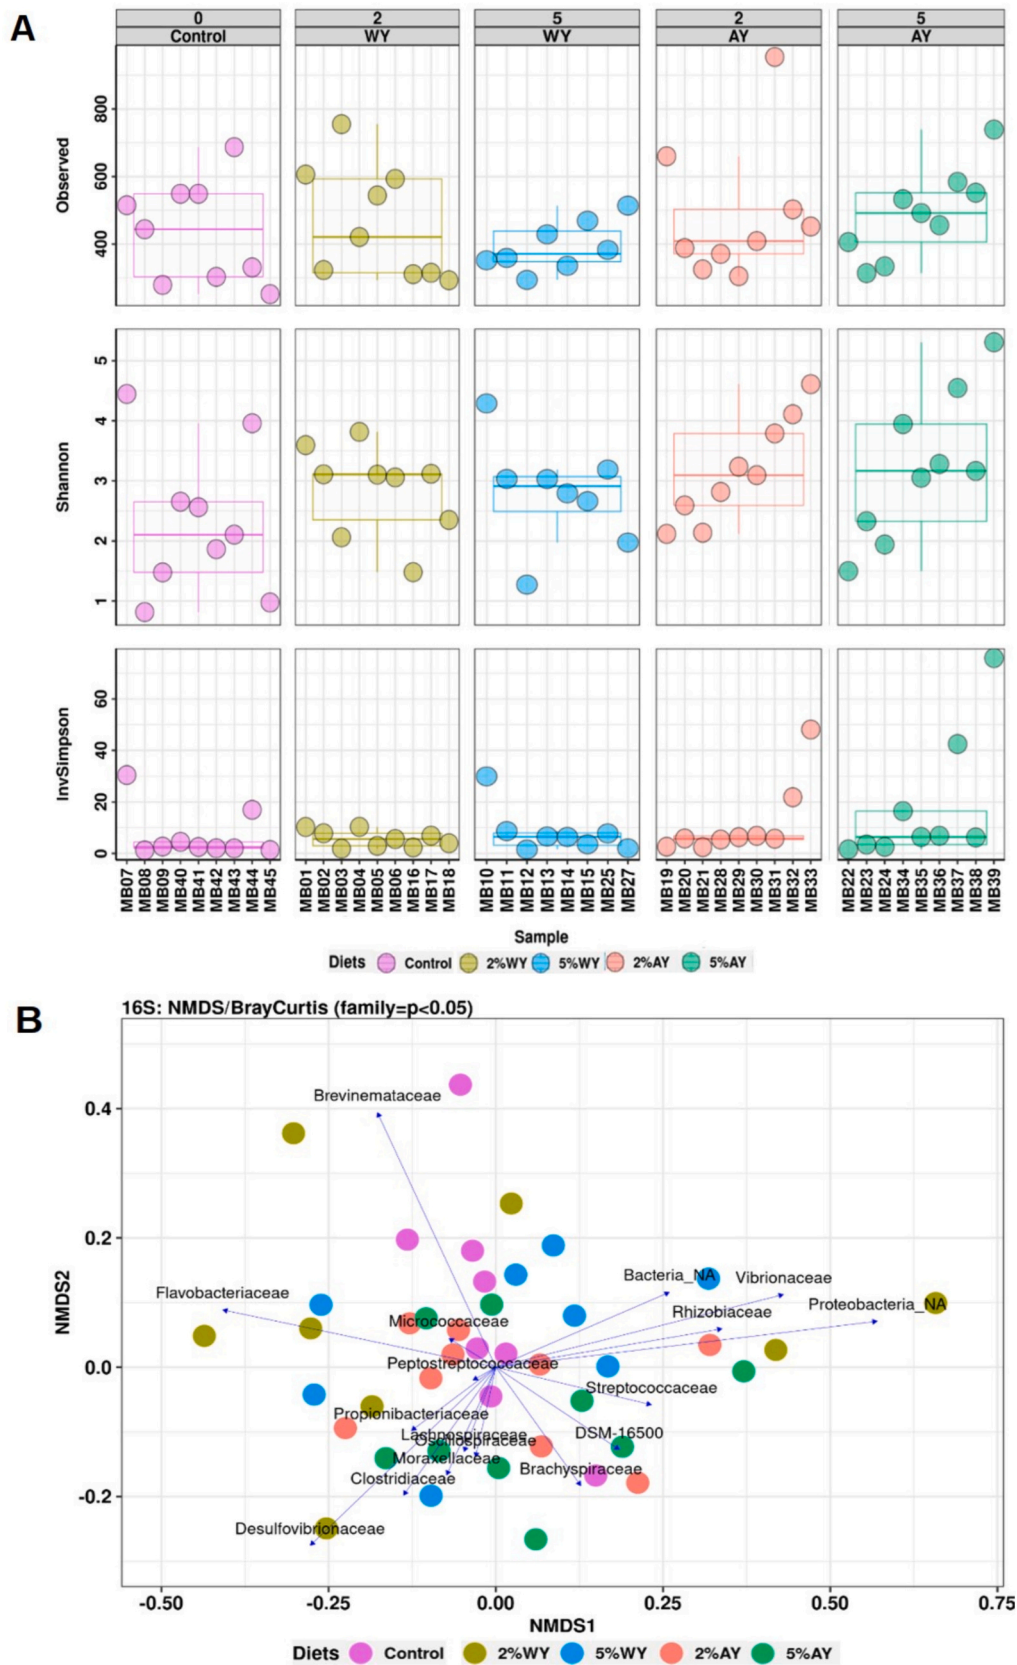 A
0 2 5 2 5
Control WY WY AY AY
Observed
800
600
400
Shannon
5
4
3
2
1
InvSimpson
60
40
20
0
MB07 MB08 MB09 MB40 MB41 MB42 MB43 MB44 MB45 MB01 MB02 MB03 MB04 MB05 MB06 MB16 MB17 MB18 MB10 MB11 MB12 MB13 MB14 MB15 MB25 MB27 MB19 MB20 MB21 MB28 MB29 MB30 MB31 MB32 MB33 MB22 MB23 MB24 MB34 MB35 MB36 MB37 MB38 MB39
Sample
Diets Control 2%WY 5%WY 2%AY 5%AY
B
16S: NMDS/BrayCurtis (family=p<0.05)
NMDS2
0.4
0.2
0.0
-0.2
Brevinemataceae
Bacteria_NA
Vibrionaceae
Flavobacteriaceae
Proteobacteria_NA
Rhizobiaceae
Micrococcaceae
Peptostreptococcaceae
Streptococcaceae
Propionibacteriaceae
Lachnospiraceae
DSM-16500
Oscillospiraceae
Moraxellaceae
Brachyspiraceae
Clostridiaceae
Desulfovibrionaceae
-0.50 -0.25 0.00 0.25 0.50 0.75
NMDS1
Diets Control 2%WY 5%WY 2%AY 5%AY